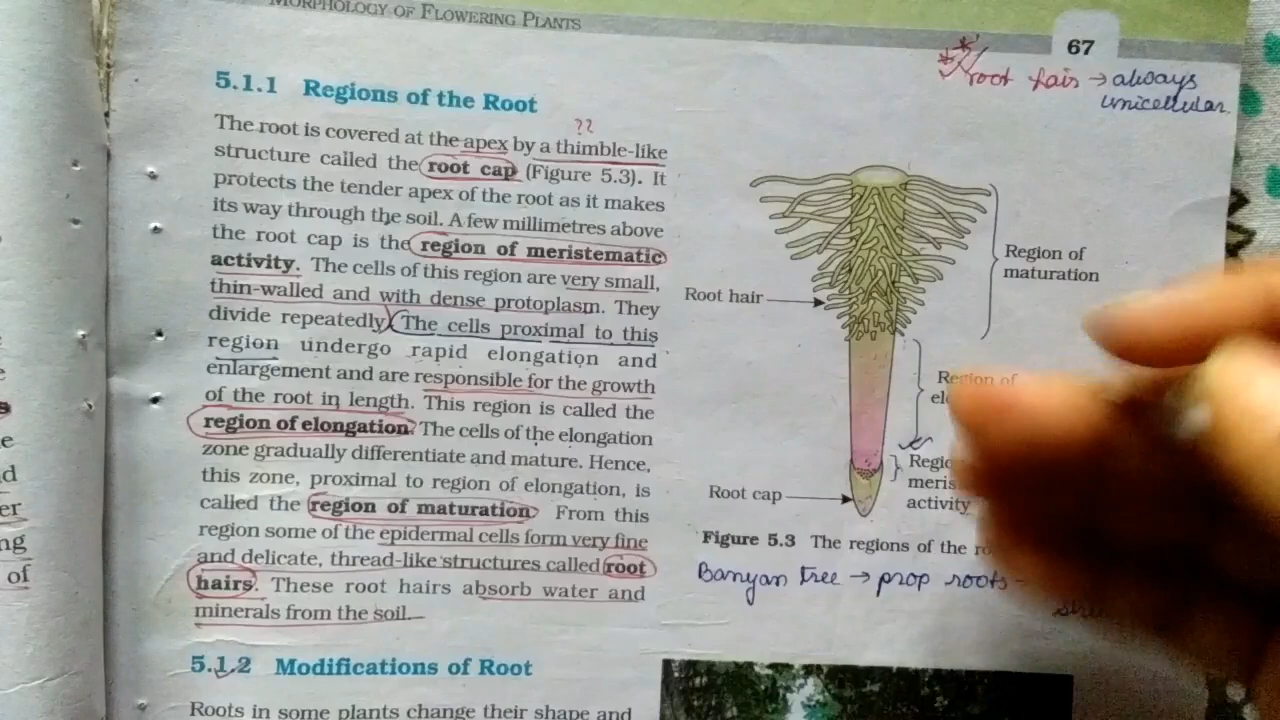 MORPHOLOGY OF FLOWERING PLANTS
67
root hair → always
unicellular.
5.1.1 Regions of the Root
??
The root is covered at the apex by a thimble-like
structure called the root cap (Figure 5.3). It
protects the tender apex of the root as it makes
its way through the soil. A few millimetres above
the root cap is the region of meristematic
activity. The cells of this region are very small,
thin-walled and with dense protoplasm. They
divide repeatedly. The cells proximal to this
region undergo rapid elongation and
enlargement and are responsible for the growth
of the root in length. This region is called the
region of elongation. The cells of the elongation
zone gradually differentiate and mature. Hence,
this zone, proximal to region of elongation, is
called the region of maturation. From this
region some of the epidermal cells form very fine
and delicate, thread-like structures called root
hairs. These root hairs absorb water and
minerals from the soil.
5.1.2 Modifications of Root
Roots in some plants change their shape and
Region of
maturation
Root hair
Region of
Root cap
activity
Figure 5.3 The regions of the
Banyan tree → prop roots
e
s
e
d
er
ng
of